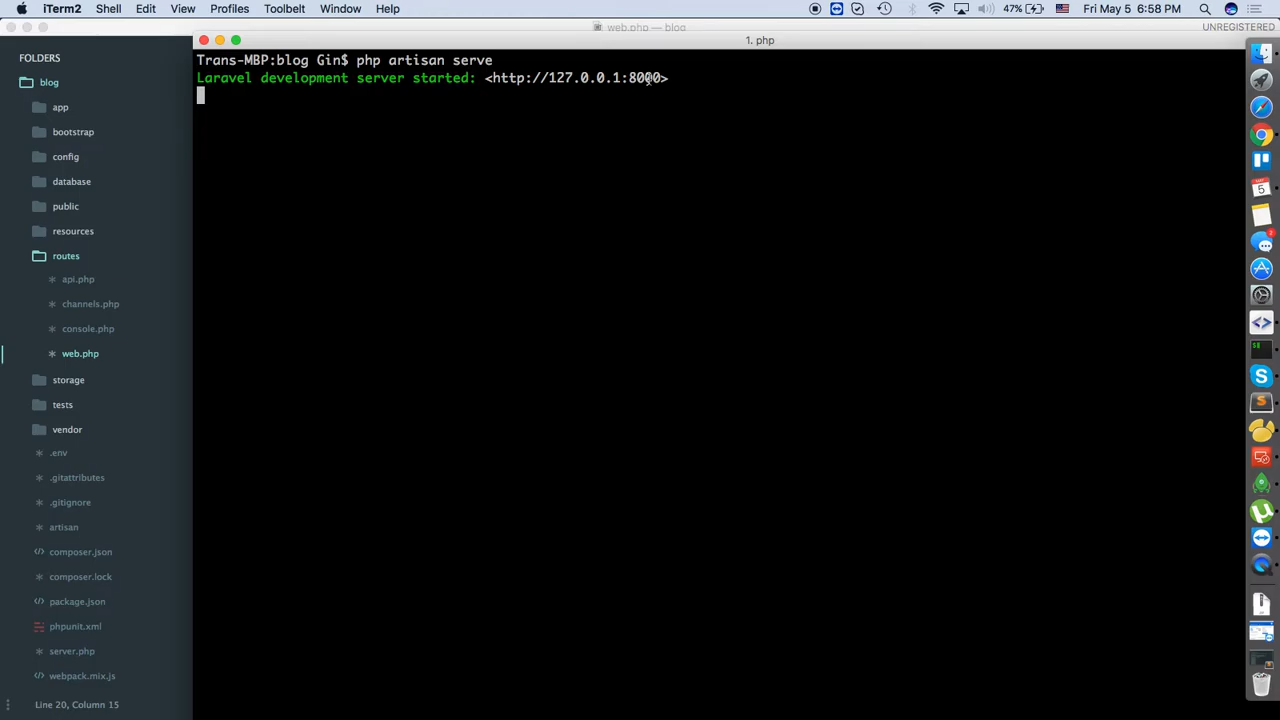 iTerm2 Shell Edit View Profiles Toolbelt Window Help 47% Fri May 5 6:58 PM
web.php — blog UNREGISTERED
1. php
FOLDERS
blog
app
bootstrap
config
database
public
resources
routes
api.php
channels.php
console.php
web.php
storage
tests
vendor
.env
.gitattributes
.gitignore
artisan
composer.json
composer.lock
package.json
phpunit.xml
server.php
webpack.mix.js
Line 20, Column 15
Trans-MBP:blog Gin$ php artisan serve
Laravel development server started: <http://127.0.0.1:8000>
5